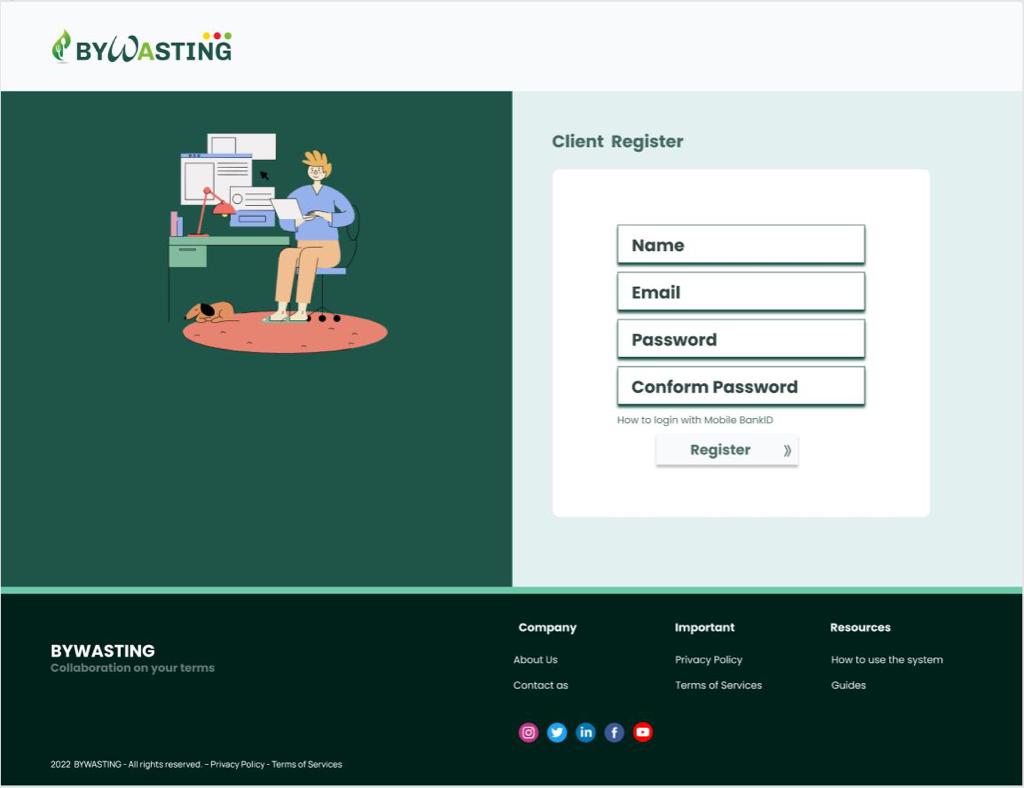 BYWASTING
Client Register
Name
Email
Password
Conform Password
How to login with Mobile BankID
Register »
BYWASTING
Collaboration on your terms
Company
About Us
Contact as
Important
Privacy Policy
Terms of Services
Resources
How to use the system
Guides
2022 BYWASTING - All rights reserved. – Privacy Policy - Terms of Services